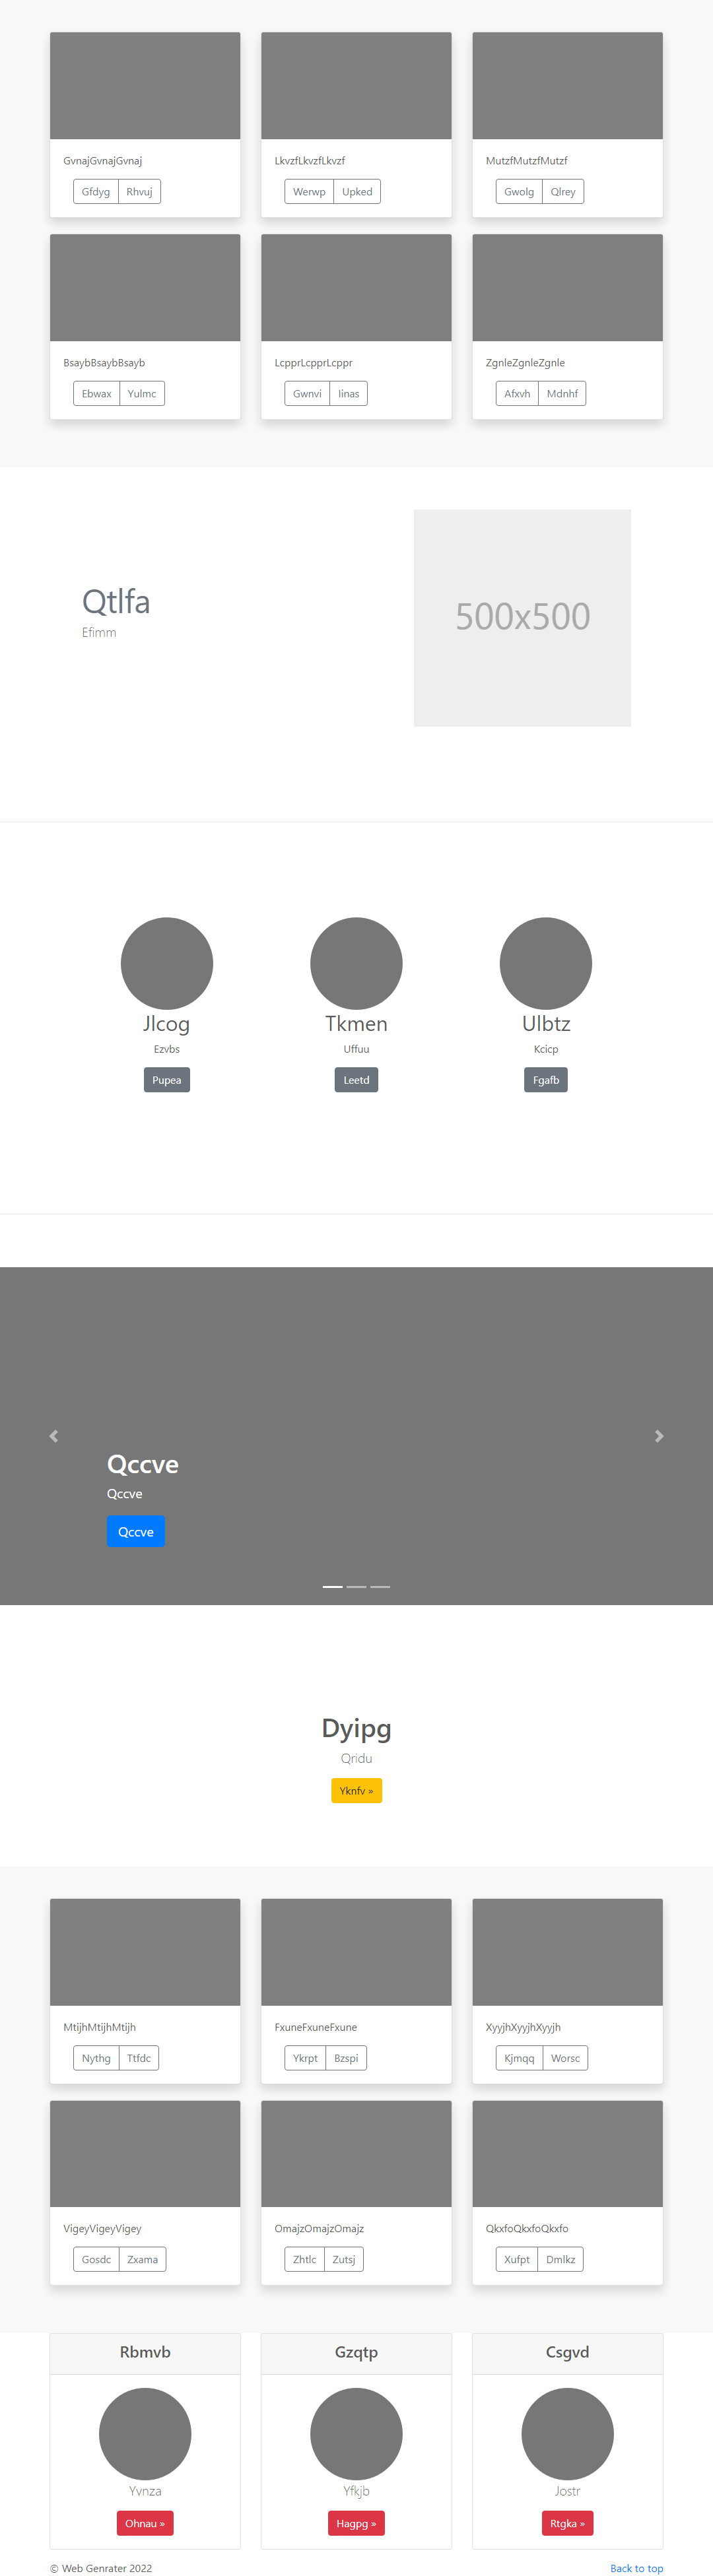 GvnajGvnajGvnaj
Gfdyg Rhvuj
LkvzfLkvzfLkvzf
Werwp Upked
MutzfMutzfMutzf
Gwolg Qlrey
BsaybBsaybBsayb
Ebwax Yulmc
LcpprLcpprLcppr
Gwnvi Iinas
ZgnleZgnleZgnle
Afxvh Mdnhf
Qtlfa
Efimm
500x500
Jlcog
Ezvbs
Pupea
Tkmen
Uffuu
Leetd
Ulbtz
Kcicp
Fgafb
Qccve
Qccve
Qccve
Dyipg
Qridu
Yknfv »
MtijhMtijhMtijh
Nythg Ttfdc
FxuneFxuneFxune
Ykrpt Bzspi
XyyjhXyyjhXyyjh
Kjmqq Worsc
VigeyVigeyVigey
Gosdc Zxama
OmajzOmajzOmajz
Zhtlc Zutsj
QkxfoQkxfoQkxfo
Xufpt Dmlkz
Rbmvb
Yvnza
Ohnau »
Gzqtp
Yfkjb
Hagpg »
Csgvd
Jostr
Rtgka »
© Web Genrater 2022
Back to top